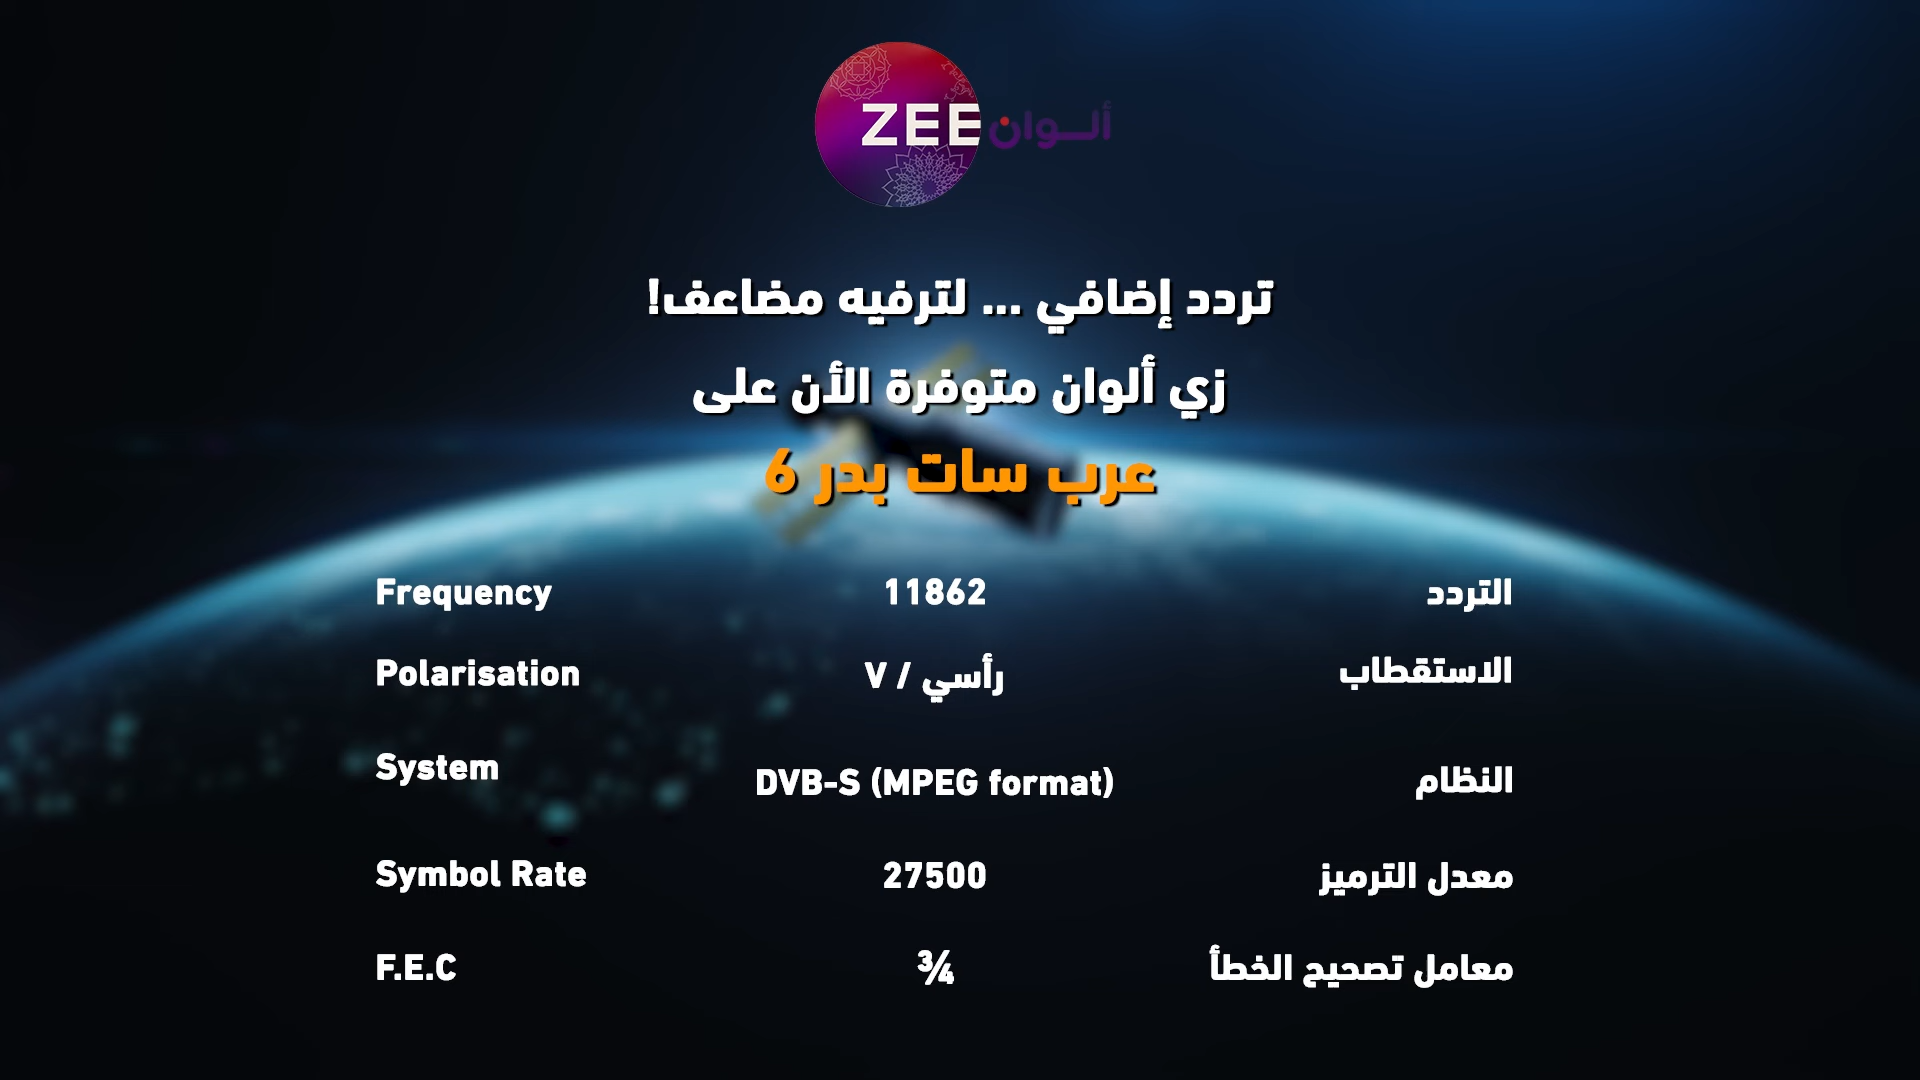 ZEE ألوان
تردد إضافي ... لترفيه مضاعف!
زي ألوان متوفرة الأن على
عرب سات بدر 6
Frequency 11862 التردد
Polarisation رأسي / V الاستقطاب
System DVB-S (MPEG format) النظام
Symbol Rate 27500 معدل الترميز
F.E.C ¾ معامل تصحيح الخطأ